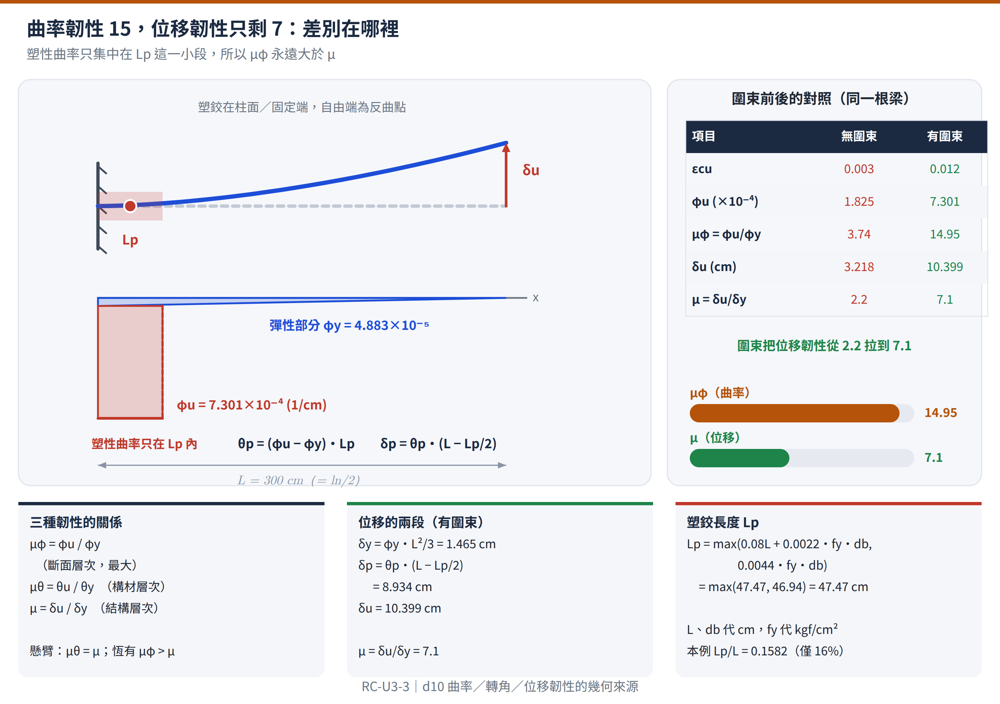 曲率韌性 15，位移韌性只剩 7：差別在哪裡
塑性曲率只集中在 Lp 這一小段，所以 μφ 永遠大於 μ
塑鉸在柱面／固定端，自由端為反曲點
δu
Lp
x
彈性部分 φy = 4.883×10⁻⁵
φu = 7.301×10⁻⁴ (1/cm)
塑性曲率只在 Lp 內
θp = (φu − φy)・Lp
δp = θp・(L − Lp/2)
L = 300 cm (= ln/2)
圍束前後的對照（同一根梁）
項目 無圍束 有圍束
εcu 0.003 0.012
φu (×10⁻⁴) 1.825 7.301
μφ = φu/φy 3.74 14.95
δu (cm) 3.218 10.399
μ = δu/δy 2.2 7.1
圍束把位移韌性從 2.2 拉到 7.1
μφ（曲率）
14.95
μ（位移）
7.1
三種韌性的關係
μφ = φu / φy
（斷面層次，最大）
μθ = θu / θy （構材層次）
μ = δu / δy （結構層次）
懸臂：μθ = μ；恆有 μφ > μ
位移的兩段（有圍束）
δy = φy・L²/3 = 1.465 cm
δp = θp・(L − Lp/2)
= 8.934 cm
δu = 10.399 cm
μ = δu/δy = 7.1
塑鉸長度 Lp
Lp = max(0.08L + 0.0022・fy・db,
0.0044・fy・db)
= max(47.47, 46.94) = 47.47 cm
L、db 代 cm，fy 代 kgf/cm²
本例 Lp/L = 0.1582（僅 16%）
RC-U3-3｜d10 曲率／轉角／位移韌性的幾何來源